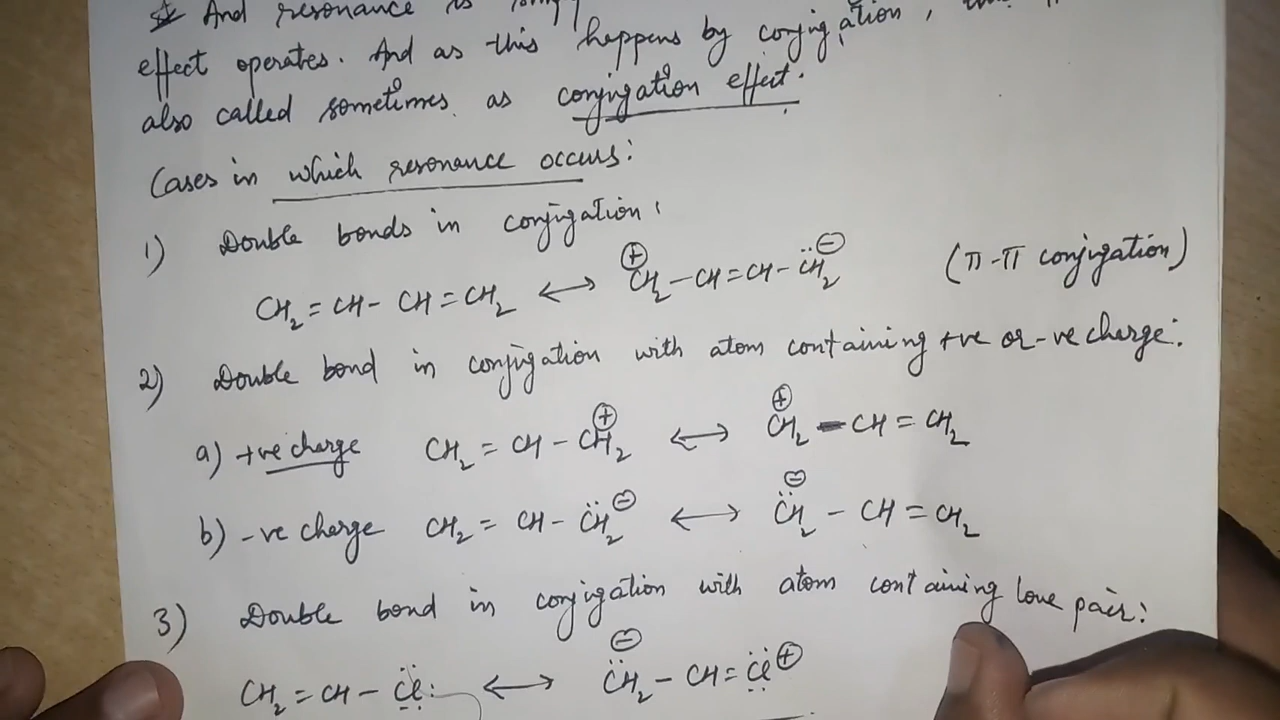 ☆ And resonance is
effect operates. And as this happens by conjugation,
also called sometimes as conjugation effect.
Cases in which resonance occurs:
1) Double bonds in conjugation:
CH₂ = CH - CH = CH₂ ⟷ ⊕CH₂ - CH = CH - C̈H₂⊖ (π-π conjugation)
2) Double bond in conjugation with atom containing +ve or -ve charge:
a) +ve charge CH₂ = CH - CH₂⊕ ⟷ ⊕CH₂ - CH = CH₂
b) -ve charge CH₂ = CH - C̈H₂⊖ ⟷ ⊖C̈H₂ - CH = CH₂
3) Double bond in conjugation with atom containing lone pair:
CH₂ = CH - C̤̈l: ⟷ ⊖C̈H₂ - CH = C̤̈l⊕